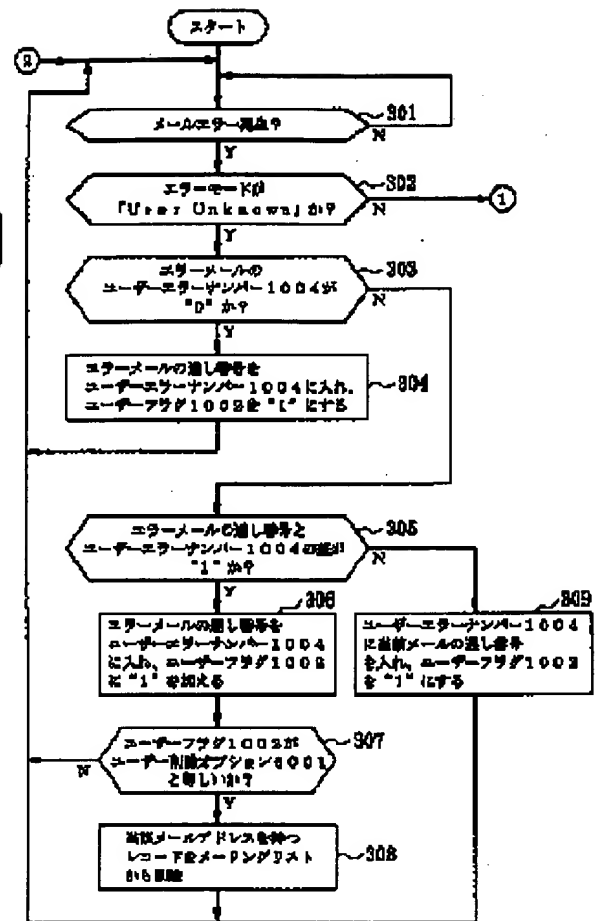 スタート
2
メールエラー発生?
301
N
Y
エラーモードが
「User Unknown」か?
302
N
1
Y
エラーメールの
ユーザーエラーナンバー1004が
"0"か?
303
N
Y
エラーメールの通し番号を
ユーザーエラーナンバー1004に入れ、
ユーザーフラグ1002を"1"にする
304
エラーメールの通し番号と
ユーザーエラーナンバー1004の差が
"1"か?
305
N
Y
306
エラーメールの通し番号を
ユーザーエラーナンバー1004
に入れ、ユーザーフラグ1002
に"1"を加える
309
ユーザーエラーナンバー1004
に当該メールの通し番号
を入れ、ユーザーフラグ1002
を"1"にする
ユーザーフラグ1002が
ユーザー削除オプション
と等しいか?
307
N
Y
当該メールアドレスを持つ
レコードをメーリングリスト
から削除
308